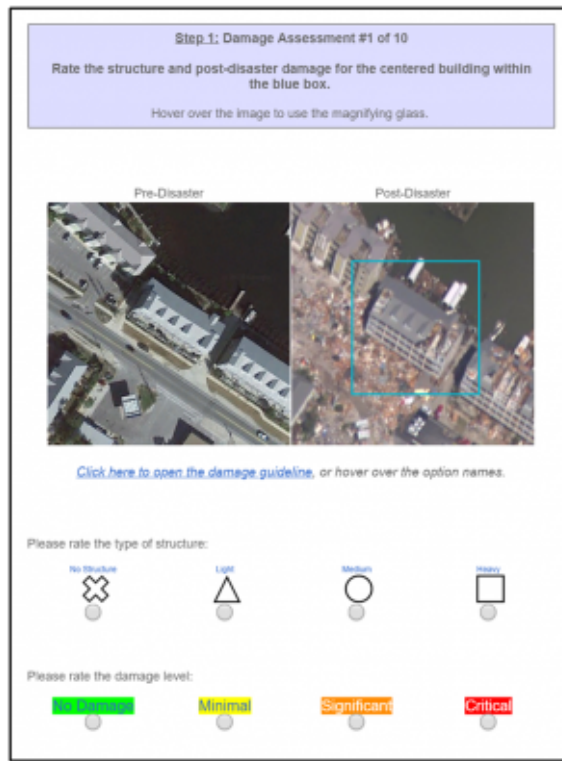 Step 1: Damage Assessment #1 of 10
Rate the structure and post-disaster damage for the centered building within
the blue box.
Hover over the image to use the magnifying glass.
Pre-Disaster Post-Disaster
Click here to open the damage guideline, or hover over the option names.
Please rate the type of structure:
No Structure Light Medium Heavy
Please rate the damage level:
No Damage Minimal Significant Critical